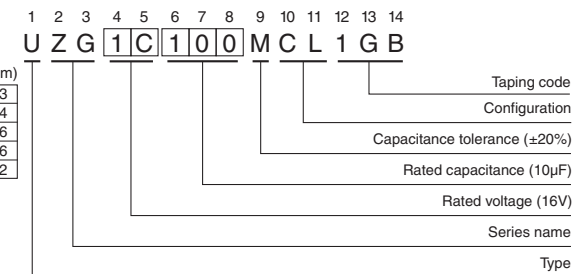 1 2 3 4 5 6 7 8 9 10 11 12 13 14
U Z G 1 C 1 0 0 M C L 1 G B
m)
3
4
6
6
2
Taping code
Configuration
Capacitance tolerance (±20%)
Rated capacitance (10μF)
Rated voltage (16V)
Series name
Type